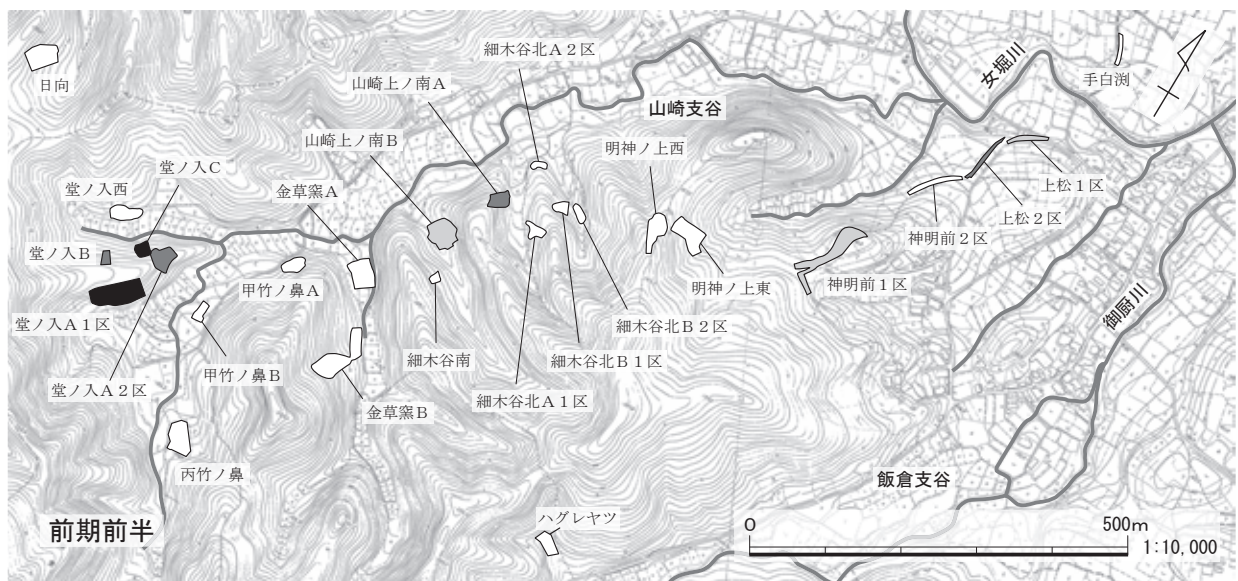 日向
細木谷北A2区
山崎上ノ南A
山崎上ノ南B
山崎支谷
明神ノ上西
女堀川
手白渕
堂ノ入西
堂ノ入C
金草窯A
堂ノ入B
甲竹ノ鼻A
上松1区
上松2区
神明前2区
明神ノ上東
神明前1区
御厨川
堂ノ入A1区
堂ノ入A2区
甲竹ノ鼻B
細木谷南
細木谷北B2区
細木谷北B1区
細木谷北A1区
金草窯B
丙竹ノ鼻
ハグレヤツ
飯倉支谷
前期前半
0
500m
1:10,000